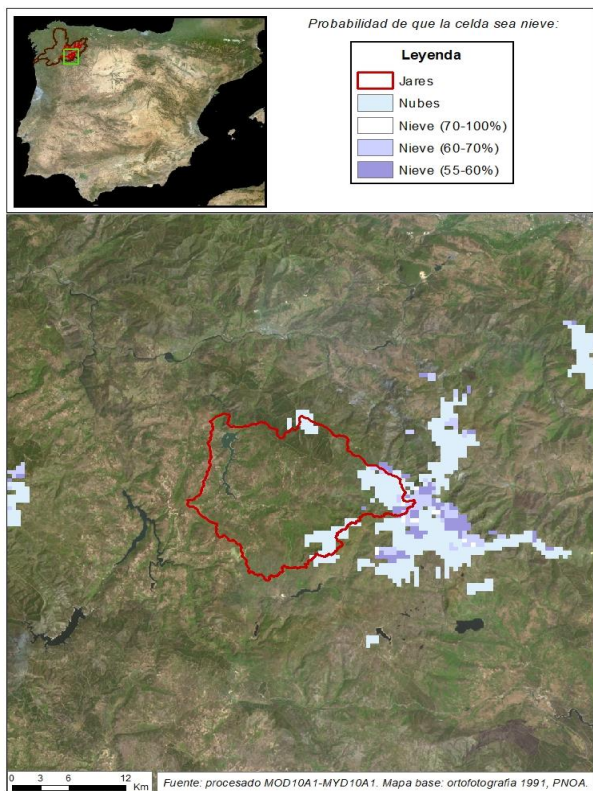 Probabilidad de que la celda sea nieve:
Leyenda
Jares
Nubes
Nieve (70-100%)
Nieve (60-70%)
Nieve (55-60%)
0 3 6 12
Km
Fuente: procesado MOD10A1-MYD10A1. Mapa base: ortofotografia 1991, PNOA.